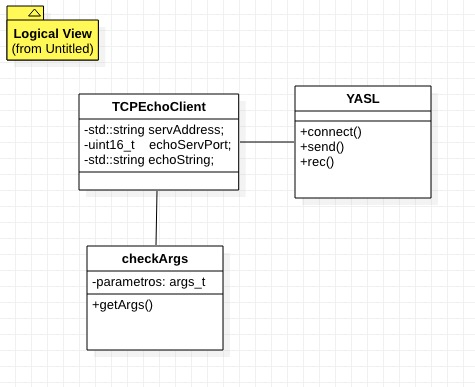 Logical View
(from Untitled)
TCPEchoClient
-std::string servAddress;
-uint16_t    echoServPort;
-std::string echoString;
YASL
+connect()
+send()
+rec()
checkArgs
-parametros: args_t
+getArgs()